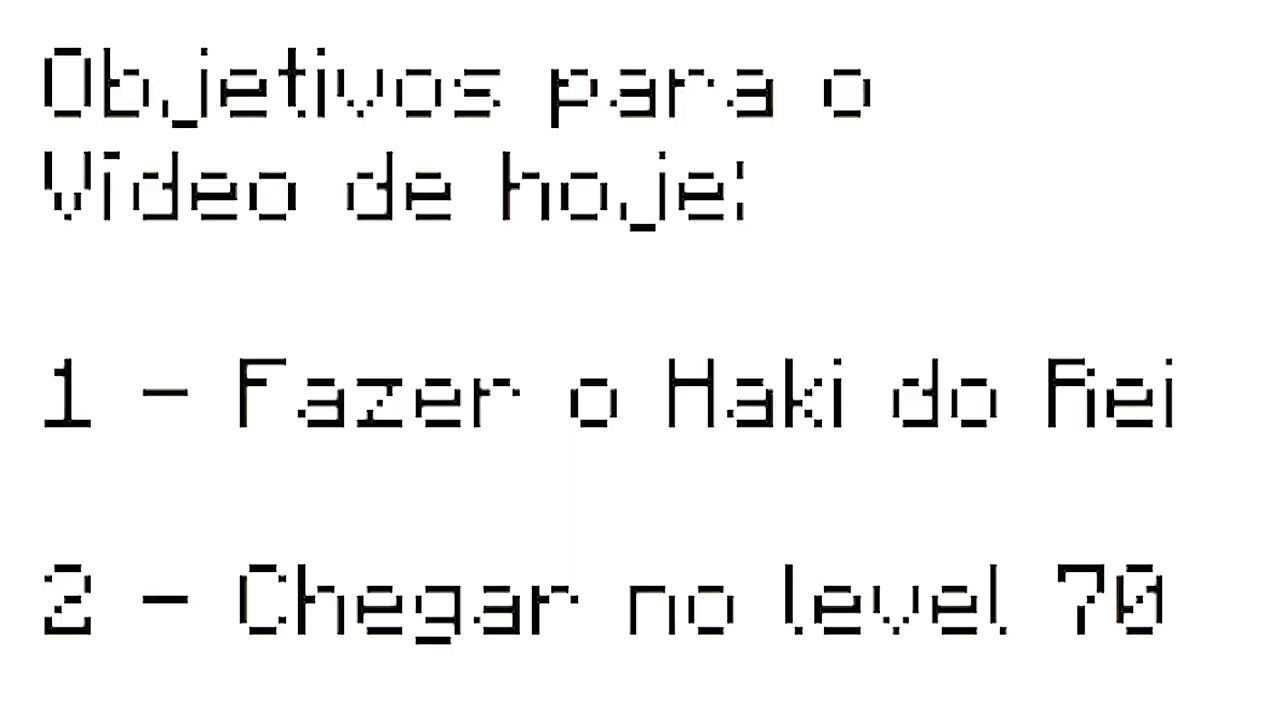 Objetivos para o
Vídeo de hoje:
1 - Fazer o Haki do Rei
2 - Chegar no level 70